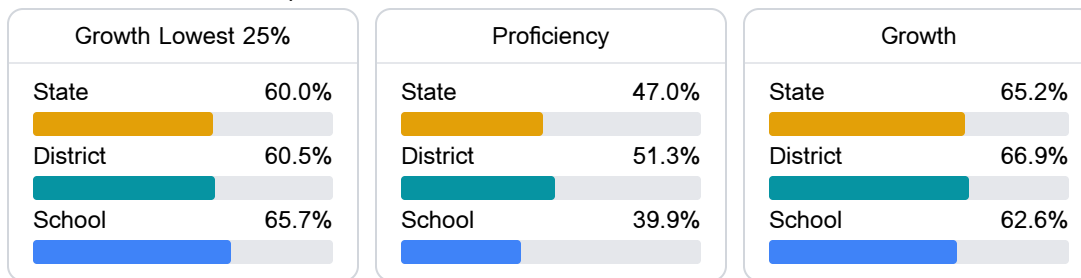 Growth Lowest 25%
State 60.0%
District 60.5%
School 65.7%
Proficiency
State 47.0%
District 51.3%
School 39.9%
Growth
State 65.2%
District 66.9%
School 62.6%